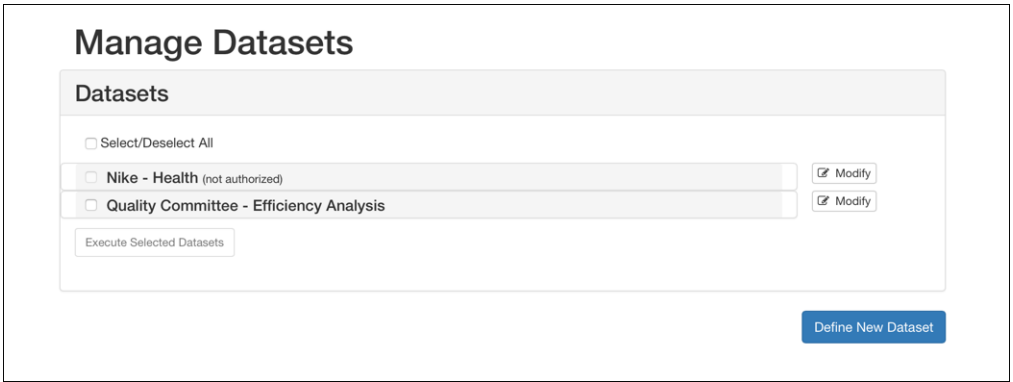 Manage Datasets
Datasets
Select/Deselect All
Nike - Health (not authorized)
Modify
Quality Committee - Efficiency Analysis
Modify
Execute Selected Datasets
Define New Dataset